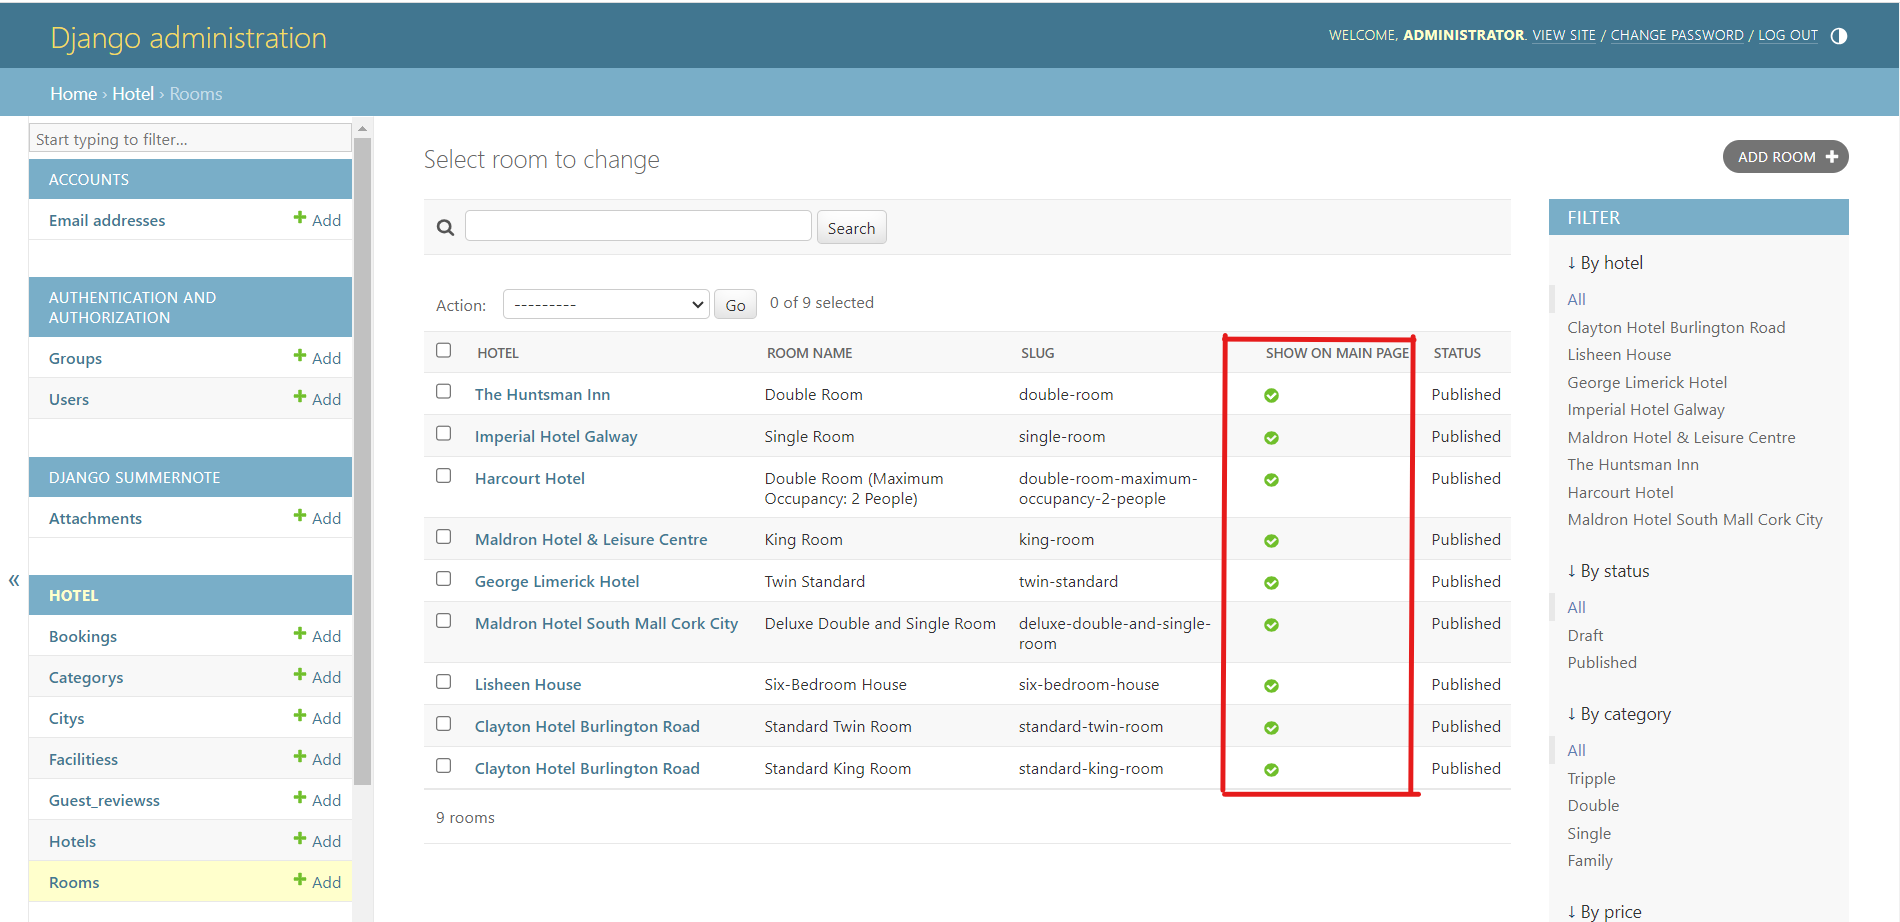 Django administration
WELCOME, ADMINISTRATOR. VIEW SITE / CHANGE PASSWORD / LOG OUT
Home › Hotel › Rooms
Start typing to filter...
ACCOUNTS
Email addresses + Add
AUTHENTICATION AND
AUTHORIZATION
Groups + Add
Users + Add
DJANGO SUMMERNOTE
Attachments + Add
«
HOTEL
Bookings + Add
Categorys + Add
Citys + Add
Facilitiess + Add
Guest_reviewss + Add
Hotels + Add
Rooms + Add
Select room to change
ADD ROOM +
Search
Action: --------- Go 0 of 9 selected
HOTEL ROOM NAME SLUG SHOW ON MAIN PAGE STATUS
The Huntsman Inn Double Room double-room Published
Imperial Hotel Galway Single Room single-room Published
Harcourt Hotel Double Room (Maximum double-room-maximum- Published
Occupancy: 2 People) occupancy-2-people
Maldron Hotel & Leisure Centre King Room king-room Published
George Limerick Hotel Twin Standard twin-standard Published
Maldron Hotel South Mall Cork City Deluxe Double and Single Room deluxe-double-and-single- Published
room
Lisheen House Six-Bedroom House six-bedroom-house Published
Clayton Hotel Burlington Road Standard Twin Room standard-twin-room Published
Clayton Hotel Burlington Road Standard King Room standard-king-room Published
9 rooms
FILTER
↓ By hotel
All
Clayton Hotel Burlington Road
Lisheen House
George Limerick Hotel
Imperial Hotel Galway
Maldron Hotel & Leisure Centre
The Huntsman Inn
Harcourt Hotel
Maldron Hotel South Mall Cork City
↓ By status
All
Draft
Published
↓ By category
All
Tripple
Double
Single
Family
↓ By price